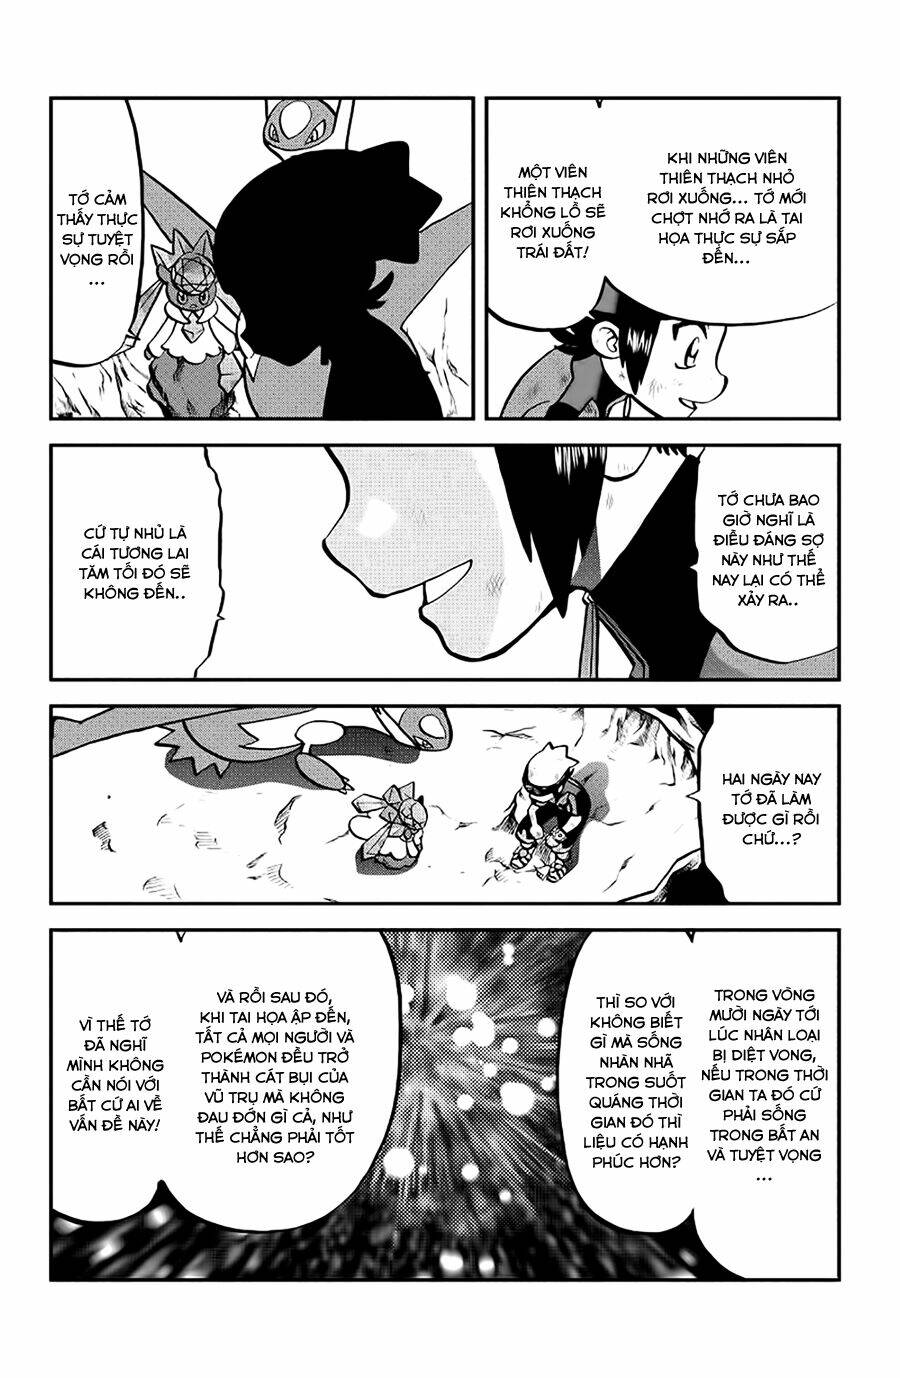 KHI NHỮNG VIÊN
THIÊN THẠCH NHỎ
RƠI XUỐNG... TỚ MỚI
CHỢT NHỚ RA LÀ TAI
HỌA THỰC SỰ SẮP
ĐẾN...
MỘT VIÊN
THIÊN THẠCH
KHỔNG LỒ SẼ
RƠI XUỐNG
TRÁI ĐẤT!
TỚ CẢM
THẤY THỰC
SỰ TUYỆT
VỌNG RỒI
...
TỚ CHƯA BAO
GIỜ NGHĨ LÀ
ĐIỀU ĐÁNG SỢ
NÀY NHƯ THẾ
NAY LẠI CÓ THỂ
XẢY RA..
CỨ TỰ NHỦ LÀ
CÁI TƯƠNG LAI
TĂM TỐI ĐÓ SẼ
KHÔNG ĐẾN..
HAI NGÀY NAY
TỚ ĐÃ LÀM
ĐƯỢC GÌ RỒI
CHỨ...?
TRONG VÒNG
MƯỜI NGÀY TỚI
LÚC NHÂN LOẠI
BỊ DIỆT VONG,
NẾU TRONG THỜI
GIAN TA ĐÓ CỨ
PHẢI SỐNG
TRONG BẤT AN
VÀ TUYỆT VỌNG
...
THÌ SO VỚI
KHÔNG BIẾT
GÌ MÀ SỐNG
NHÀN NHÃ
TRONG SUỐT
QUÁNG THỜI
GIAN ĐÓ THÌ
LIỆU CÓ HẠNH
PHÚC HƠN?
VÀ RỒI SAU ĐÓ,
KHI TAI HỌA ẬP ĐẾN,
TẤT CẢ MỌI NGƯỜI VÀ
POKÉMON ĐỀU TRỞ
THÀNH CÁT BỤI CỦA
VŨ TRỤ MÀ KHÔNG
ĐAU ĐỚN GÌ CẢ, NHƯ
THẾ CHẲNG PHẢI TỐT
HƠN SAO?
VÌ THẾ TỚ
ĐÃ NGHĨ
MÌNH KHÔNG
CẦN NÓI VỚI
BẤT CỨ AI VỀ
VẤN ĐỀ NÀY!